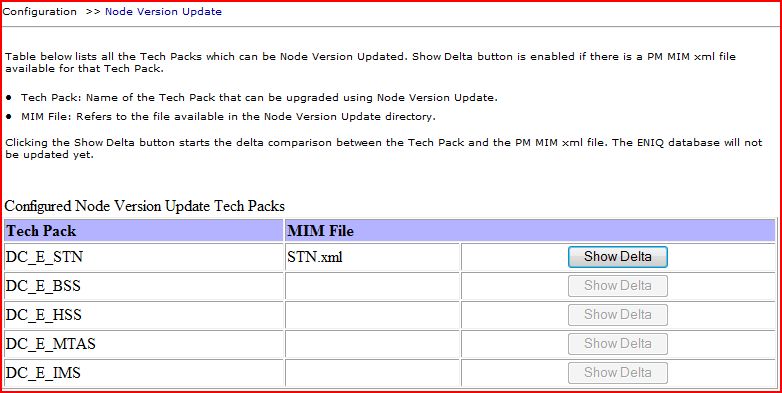 Configuration >> Node Version Update
Table below lists all the Tech Packs which can be Node Version Updated. Show Delta button is enabled if there is a PM MIM xml file
available for that Tech Pack.
• Tech Pack: Name of the Tech Pack that can be upgraded using Node Version Update.
• MIM File: Refers to the file available in the Node Version Update directory.
Clicking the Show Delta button starts the delta comparison between the Tech Pack and the PM MIM xml file. The ENIQ database will not
be updated yet.
Configured Node Version Update Tech Packs
Tech Pack MIM File
DC_E_STN STN.xml Show Delta
DC_E_BSS Show Delta
DC_E_HSS Show Delta
DC_E_MTAS Show Delta
DC_E_IMS Show Delta